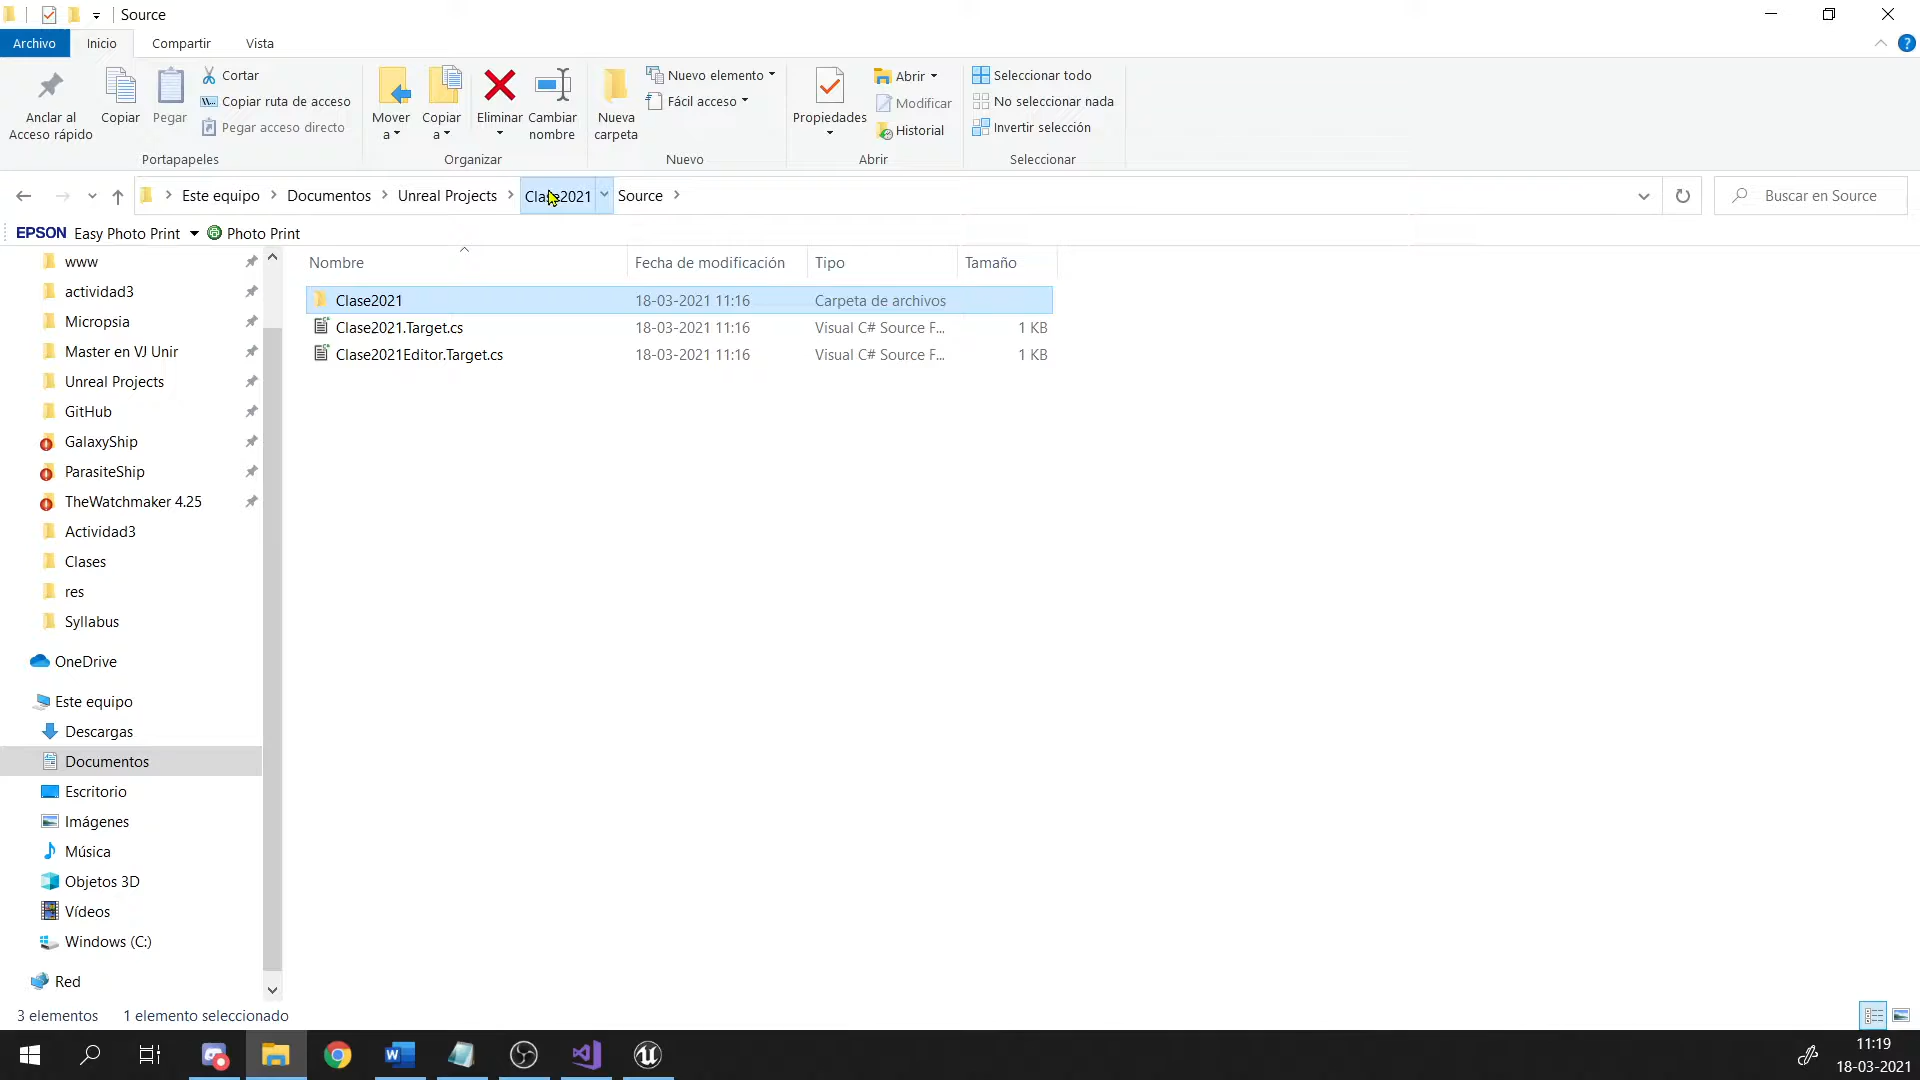 Source
Archivo
Inicio
Compartir
Vista
Anclar al
Acceso rápido
Copiar
Pegar
Cortar
Copiar ruta de acceso
Pegar acceso directo
Portapapeles
Mover
a
Copiar
a
Eliminar
Cambiar
nombre
Organizar
Nueva
carpeta
Nuevo elemento
Fácil acceso
Nuevo
Propiedades
Abrir
Modificar
Historial
Abrir
Seleccionar todo
No seleccionar nada
Invertir selección
Seleccionar
Este equipo > Documentos > Unreal Projects > Clase2021 Source >
Buscar en Source
EPSON Easy Photo Print Photo Print
Nombre Fecha de modificación Tipo Tamaño
Clase2021 18-03-2021 11:16 Carpeta de archivos
Clase2021.Target.cs 18-03-2021 11:16 Visual C# Source F... 1 KB
Clase2021Editor.Target.cs 18-03-2021 11:16 Visual C# Source F... 1 KB
www
actividad3
Micropsia
Master en VJ Unir
Unreal Projects
GitHub
GalaxyShip
ParasiteShip
TheWatchmaker 4.25
Actividad3
Clases
res
Syllabus
OneDrive
Este equipo
Descargas
Documentos
Escritorio
Imágenes
Música
Objetos 3D
Vídeos
Windows (C:)
Red
3 elementos 1 elemento seleccionado
11:19
18-03-2021